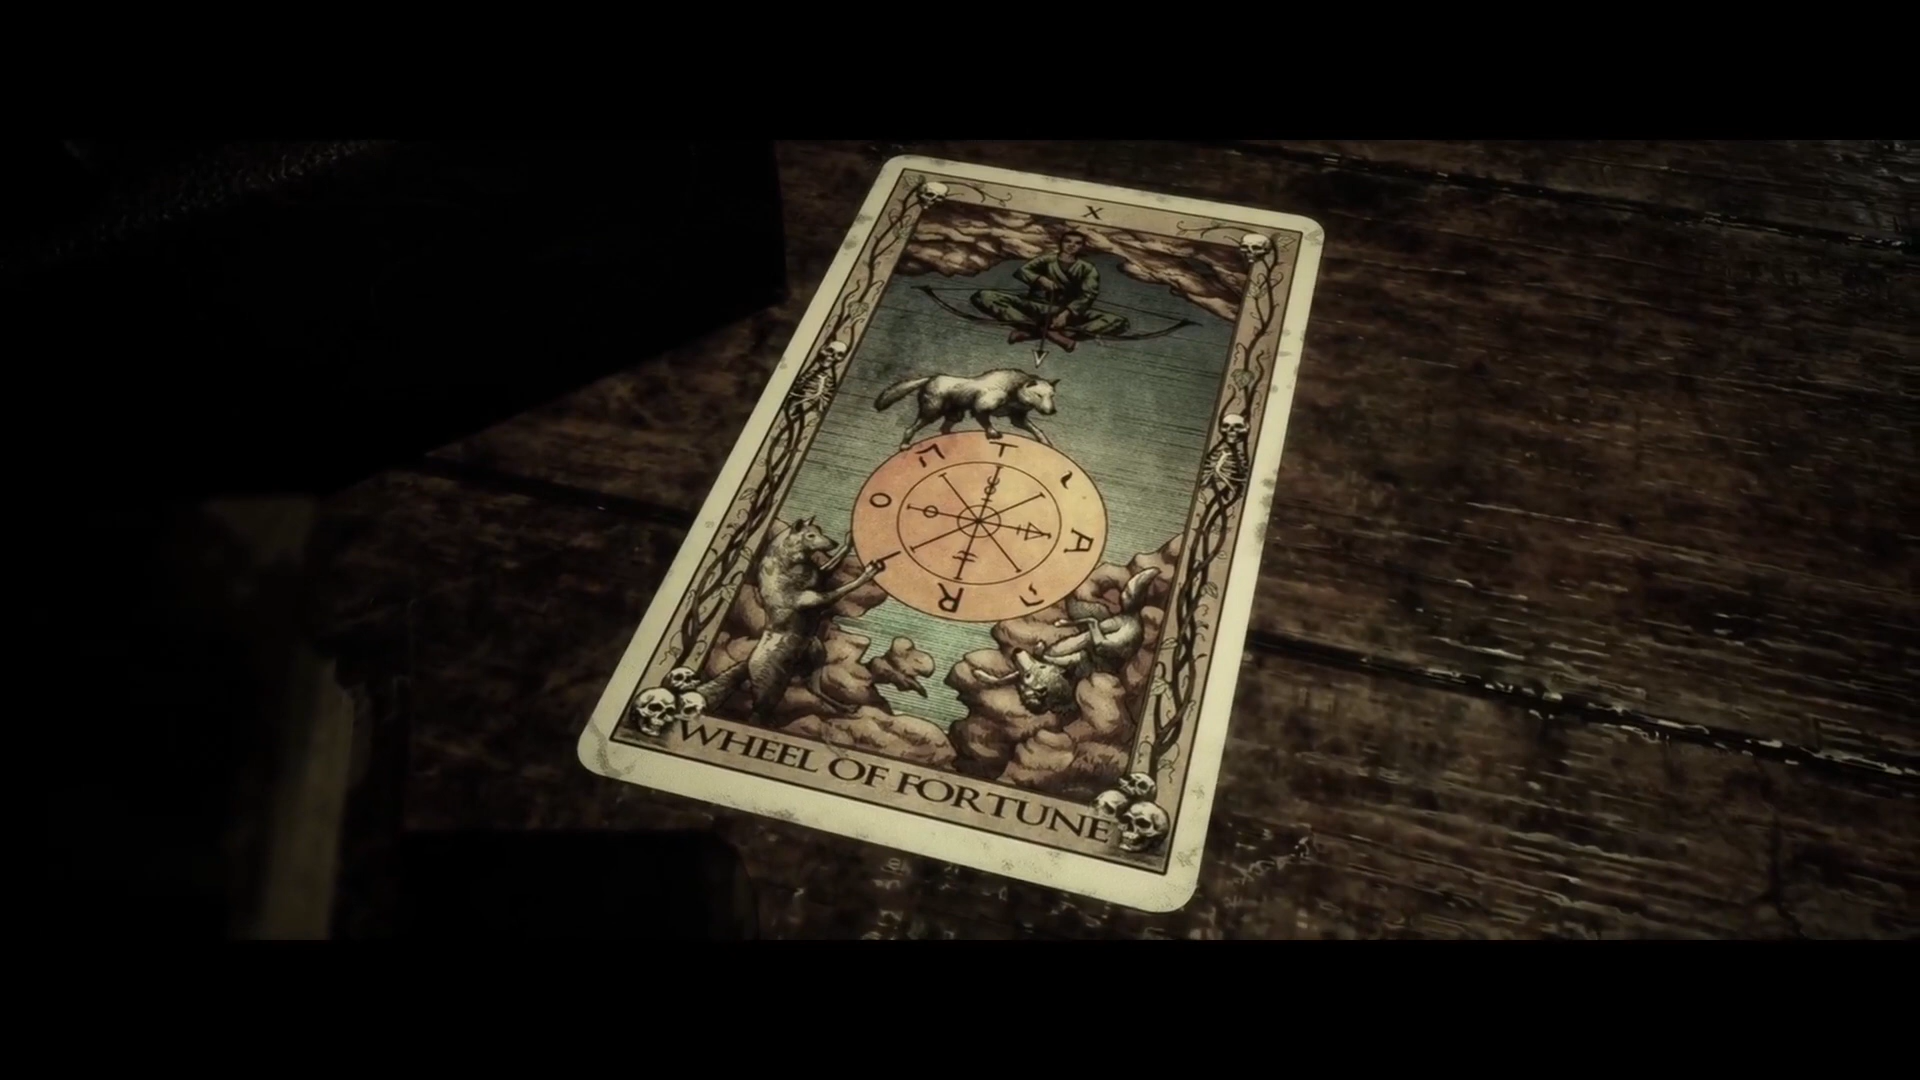 X
T י A ה R ו O ה
WHEEL OF FORTUNE